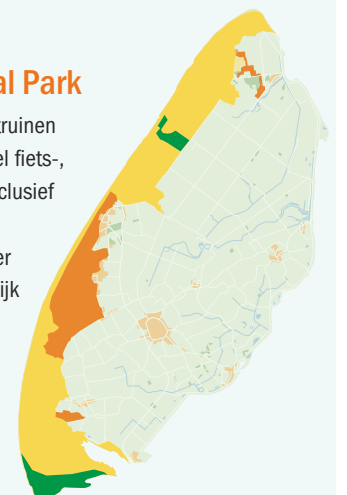 al Park
truinen
el fiets-,
clusief
er
ijk